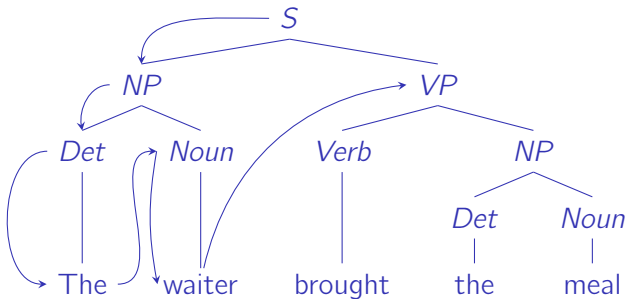 S
NP VP
Det Noun Verb NP
Det Noun
The waiter brought the meal